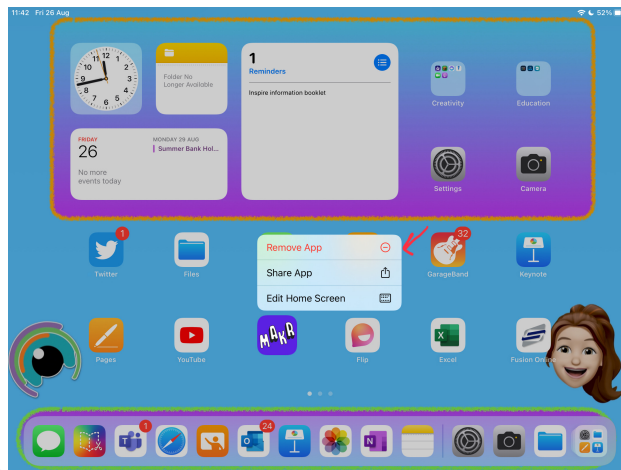 11:42 Fri 26 Aug
52%
12
11
1
10
2
9
3
8
4
7
5
6
Folder No
Longer Available
1
Reminders
Inspire information booklet
Creativity
Education
FRIDAY
26
No more
events today
MONDAY 29 AUG
Summer Bank Hol...
Settings
Camera
1
32
Twitter
Files
GarageBand
Keynote
Remove App
Share App
Edit Home Screen
MAKR
Pages
YouTube
Flip
Excel
Fusion Onli
1
24